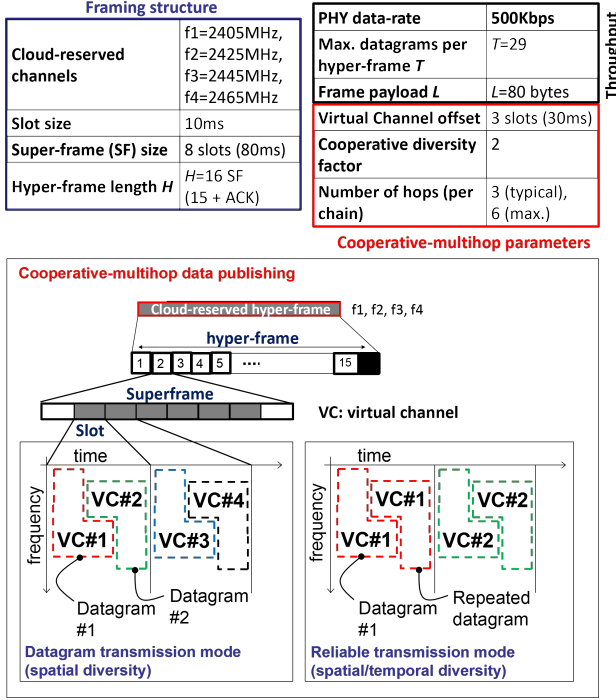 Framing structure
Cloud-reserved channels
f1=2405MHz,
f2=2425MHz,
f3=2445MHz,
f4=2465MHz
Slot size
10ms
Super-frame (SF) size
8 slots (80ms)
Hyper-frame length H
H=16 SF
(15 + ACK)
PHY data-rate
500Kbps
Max. datagrams per
hyper-frame T
T=29
Frame payload L
L=80 bytes
Throughput
Virtual Channel offset
3 slots (30ms)
Cooperative diversity
factor
2
Number of hops (per
chain)
3 (typical),
6 (max.)
Cooperative-multihop parameters
Cooperative-multihop data publishing
Cloud-reserved hyper-frame
f1, f2, f3, f4
hyper-frame
1 2 3 4 5 .... 15
Superframe
VC: virtual channel
Slot
time
frequency
VC#1
VC#2
VC#3
VC#4
Datagram
#1
Datagram
#2
Datagram transmission mode
(spatial diversity)
time
frequency
VC#1
VC#1
VC#2
VC#2
Datagram
#1
Repeated
datagram
Reliable transmission mode
(spatial/temporal diversity)